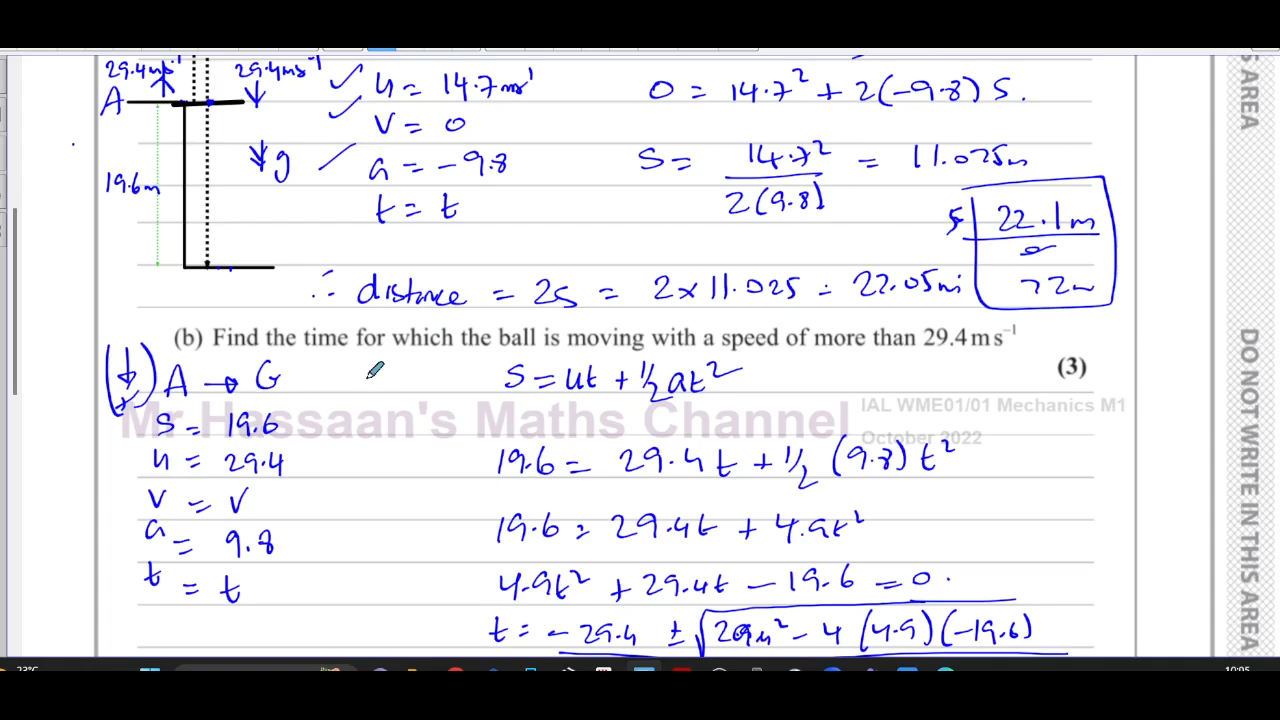 29.4ms⁻¹ 29.4ms⁻¹ u = 14.7ms⁻¹ 0 = 14.7² + 2(-9.8) S.
A v = 0
g a = -9.8 S = 14.7² / 2(9.8) = 11.025m
19.6m t = t
22.1m
or
22m
∴ distance = 2s = 2 × 11.025 = 22.05m
(b) Find the time for which the ball is moving with a speed of more than 29.4 m s⁻¹
(3)
(↓+) A → G S = ut + ½at²
Mr Hassaan's Maths Channel
IAL WME01/01 Mechanics M1
October 2022
S = 19.6
u = 29.4 19.6 = 29.4t + ½ (9.8) t²
v = v
a = 9.8 19.6 = 29.4t + 4.9t²
t = t 4.9t² + 29.4t - 19.6 = 0.
t = -29.4 ± √29.4² - 4 (4.9)(-19.6)
S AREA
DO NOT WRITE IN THIS AREA
23°C
10:05